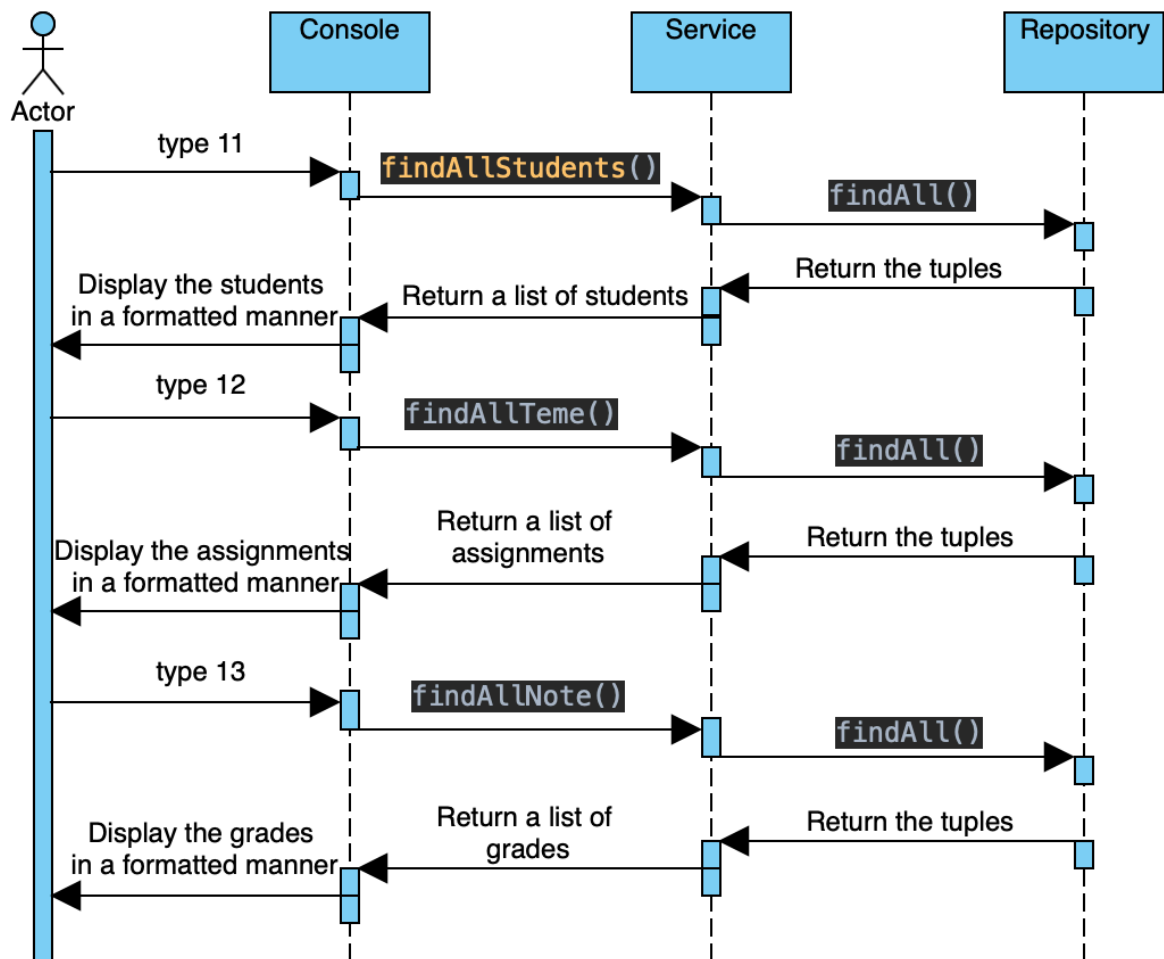 Console
Service
Repository
Actor
type 11
findAllStudents()
findAll()
Return the tuples
Return a list of students
Display the students
in a formatted manner
type 12
findAllTeme()
findAll()
Return the tuples
Return a list of
assignments
Display the assignments
in a formatted manner
type 13
findAllNote()
findAll()
Return the tuples
Return a list of
grades
Display the grades
in a formatted manner